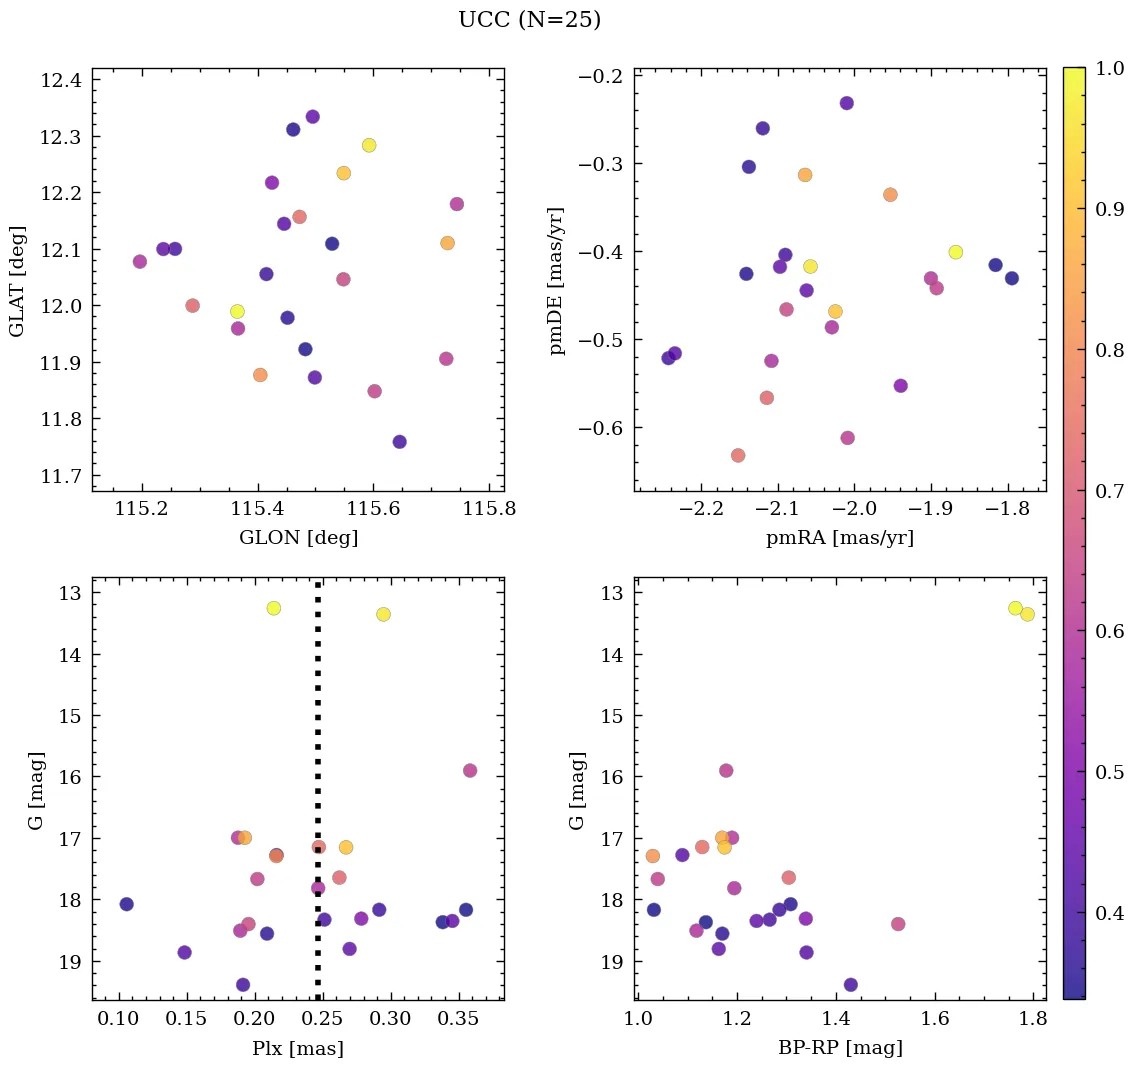 UCC (N=25)
12.4
12.3
12.2
12.1
12.0
11.9
11.8
11.7
GLAT [deg]
115.2 115.4 115.6 115.8
GLON [deg]
−0.2
−0.3
−0.4
−0.5
−0.6
pmDE [mas/yr]
−2.2 −2.1 −2.0 −1.9 −1.8
pmRA [mas/yr]
13
14
15
16
17
18
19
G [mag]
0.10 0.15 0.20 0.25 0.30 0.35
Plx [mas]
13
14
15
16
17
18
19
G [mag]
1.0 1.2 1.4 1.6 1.8
BP-RP [mag]
1.0
0.9
0.8
0.7
0.6
0.5
0.4